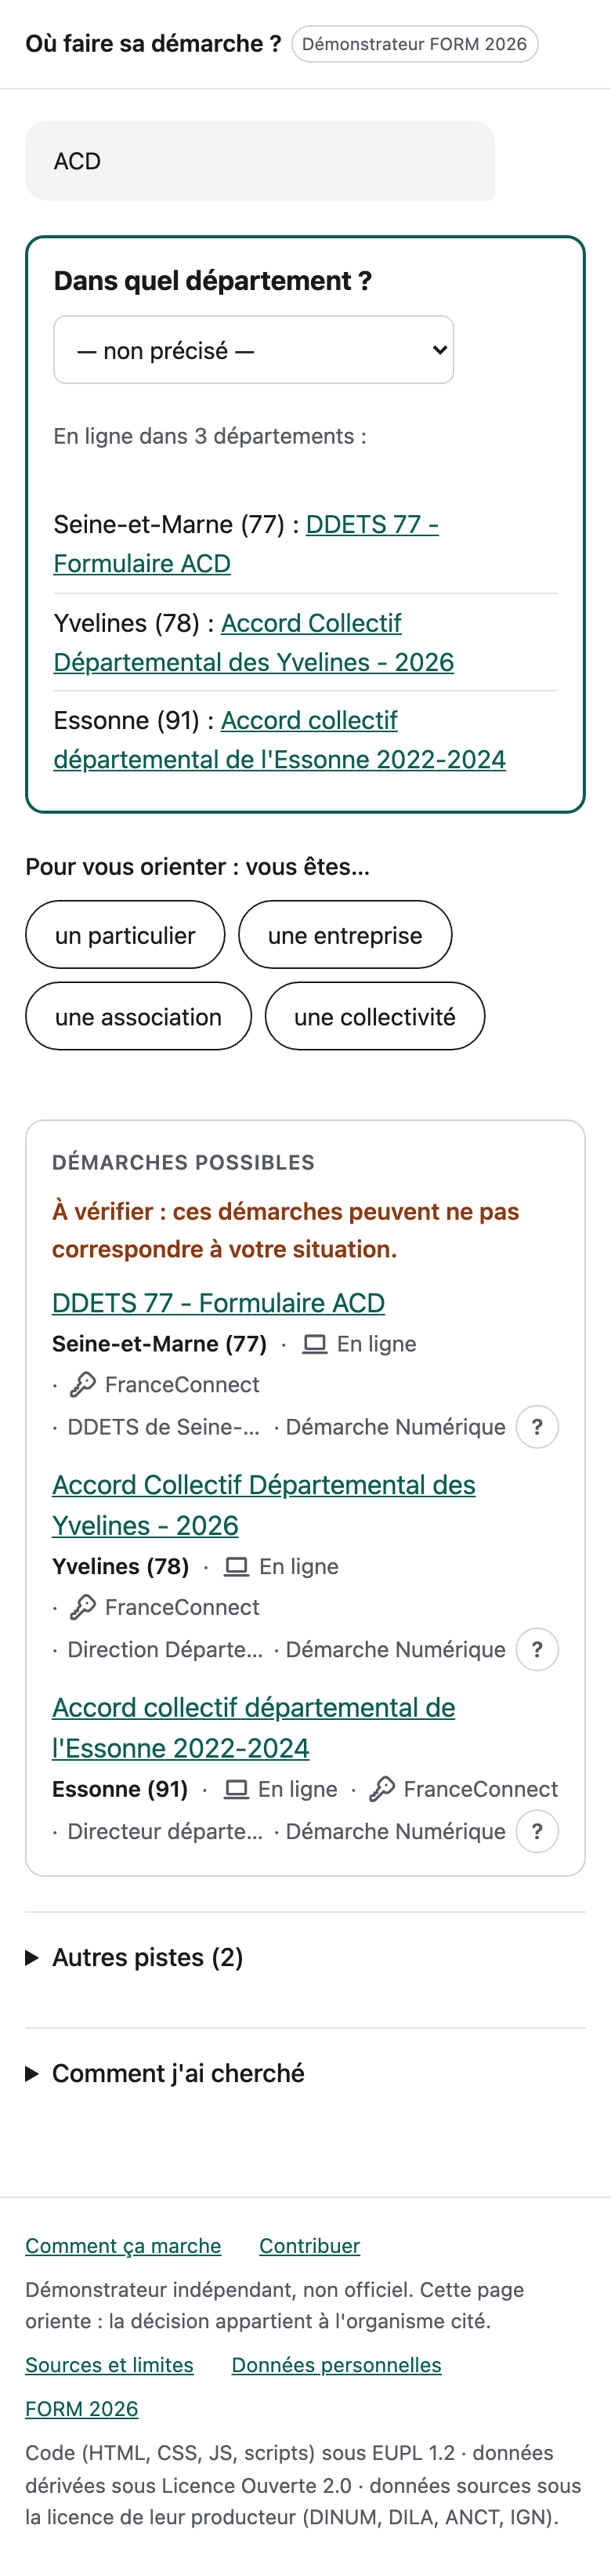 Où faire sa démarche ?
Démonstrateur FORM 2026
ACD
Dans quel département ?
— non précisé —
En ligne dans 3 départements :
Seine-et-Marne (77) : DDETS 77 -
Formulaire ACD
Yvelines (78) : Accord Collectif
Départemental des Yvelines - 2026
Essonne (91) : Accord collectif
départemental de l'Essonne 2022-2024
Pour vous orienter : vous êtes...
un particulier
une entreprise
une association
une collectivité
DÉMARCHES POSSIBLES
À vérifier : ces démarches peuvent ne pas
correspondre à votre situation.
DDETS 77 - Formulaire ACD
Seine-et-Marne (77) · En ligne
· FranceConnect
· DDETS de Seine-... · Démarche Numérique ?
Accord Collectif Départemental des
Yvelines - 2026
Yvelines (78) · En ligne
· FranceConnect
· Direction Départe... · Démarche Numérique ?
Accord collectif départemental de
l'Essonne 2022-2024
Essonne (91) · En ligne · FranceConnect
· Directeur départe... · Démarche Numérique ?
Autres pistes (2)
Comment j'ai cherché
Comment ça marche Contribuer
Démonstrateur indépendant, non officiel. Cette page
oriente : la décision appartient à l'organisme cité.
Sources et limites Données personnelles
FORM 2026
Code (HTML, CSS, JS, scripts) sous EUPL 1.2 · données
dérivées sous Licence Ouverte 2.0 · données sources sous
la licence de leur producteur (DINUM, DILA, ANCT, IGN).